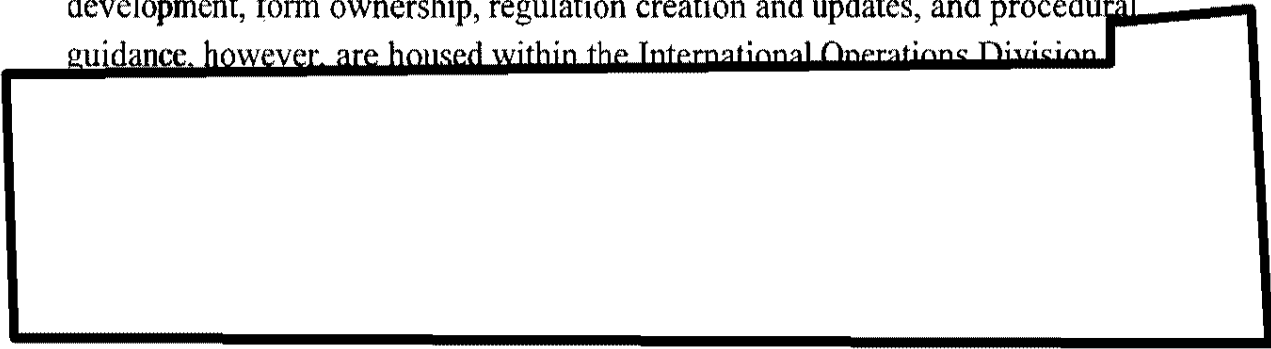 development, form ownership, regulation creation and updates, and procedural
guidance, however, are housed within the International Operations Division.